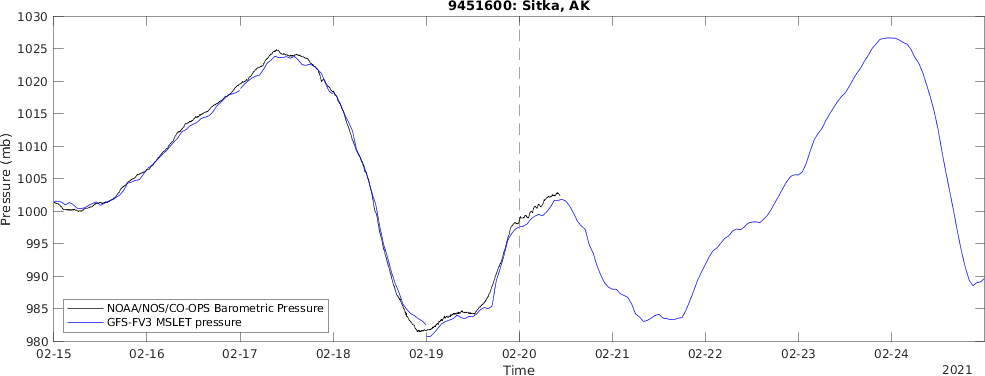 9451600: Sitka, AK
1030
1025
1020
1015
1010
1005
1000
995
990
985
980
Pressure (mb)
NOAA/NOS/CO-OPS Barometric Pressure
GFS-FV3 MSLET pressure
02-15 02-16 02-17 02-18 02-19 02-20 02-21 02-22 02-23 02-24
Time
2021